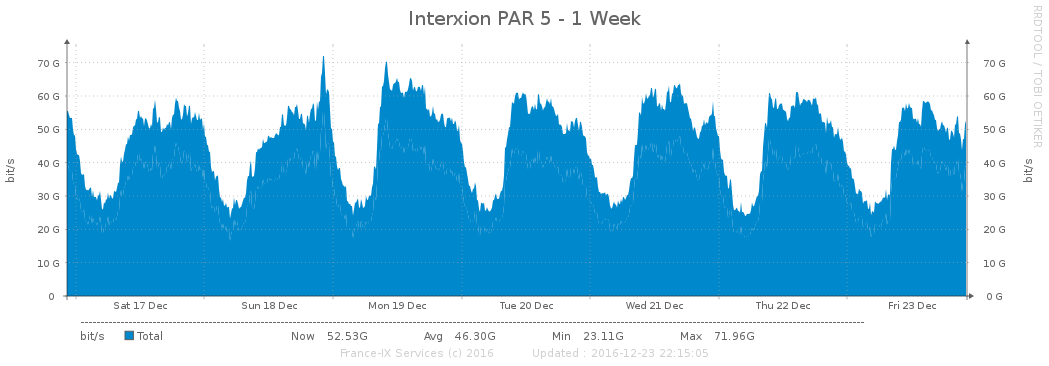 Interxion PAR 5 - 1 Week
RRDTOOL / TOBI OETIKER
bit/s
70 G 70 G
60 G 60 G
50 G 50 G
40 G 40 G
30 G 30 G
20 G 20 G
10 G 10 G
0 0 G
bit/s
Sat 17 Dec Sun 18 Dec Mon 19 Dec Tue 20 Dec Wed 21 Dec Thu 22 Dec Fri 23 Dec
bit/s Total Now 52.53G Avg 46.30G Min 23.11G Max 71.96G
France-IX Services (c) 2016 Updated : 2016-12-23 22:15:05